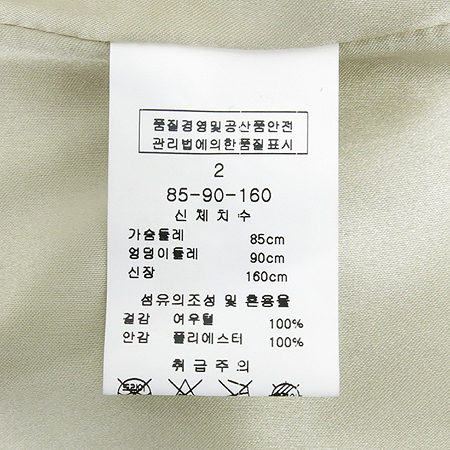 품질경영및공산품안전
관리법에의한품질표시
2
85-90-160
신체치수
가슴둘레 85cm
엉덩이둘레 90cm
신장 160cm
섬유의조성 및 혼용율
겉감 여우털 100%
안감 폴리에스터 100%
취급주의
드라이